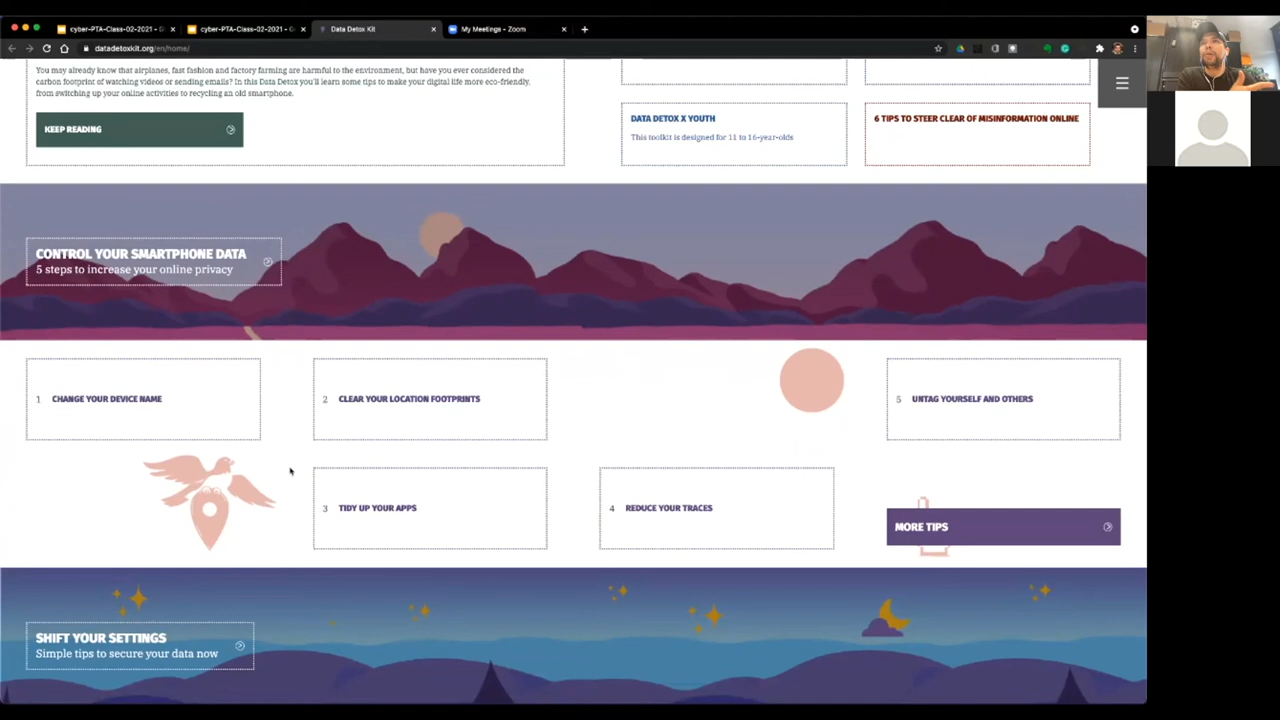 cyber-PTA-Class-02-2021 - G
cyber-PTA-Class-02-2021 - G
Data Detox Kit
My Meetings - Zoom
datadetoxkit.org/en/home/
You may already know that airplanes, fast fashion and factory farming are harmful to the environment, but have you ever considered the
carbon footprint of watching videos or sending emails? In this Data Detox you'll learn some tips to make your digital life more eco-friendly,
from switching up your online activities to recycling an old smartphone.
KEEP READING
DATA DETOX X YOUTH
This toolkit is designed for 11 to 16-year-olds
6 TIPS TO STEER CLEAR OF MISINFORMATION ONLINE
CONTROL YOUR SMARTPHONE DATA
5 steps to increase your online privacy
1 CHANGE YOUR DEVICE NAME
2 CLEAR YOUR LOCATION FOOTPRINTS
5 UNTAG YOURSELF AND OTHERS
3 TIDY UP YOUR APPS
4 REDUCE YOUR TRACES
MORE TIPS
SHIFT YOUR SETTINGS
Simple tips to secure your data now